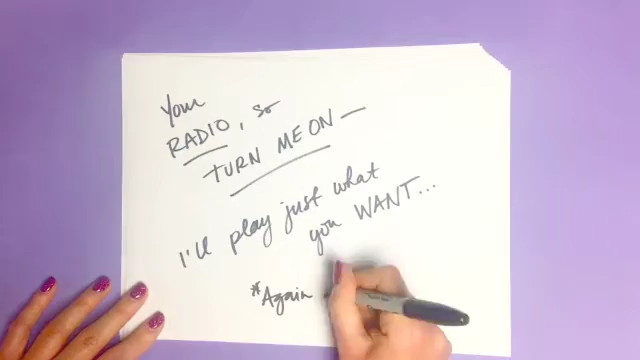 Your
RADIO, so
TURN ME ON—
I'll play just what
you WANT...
*Again